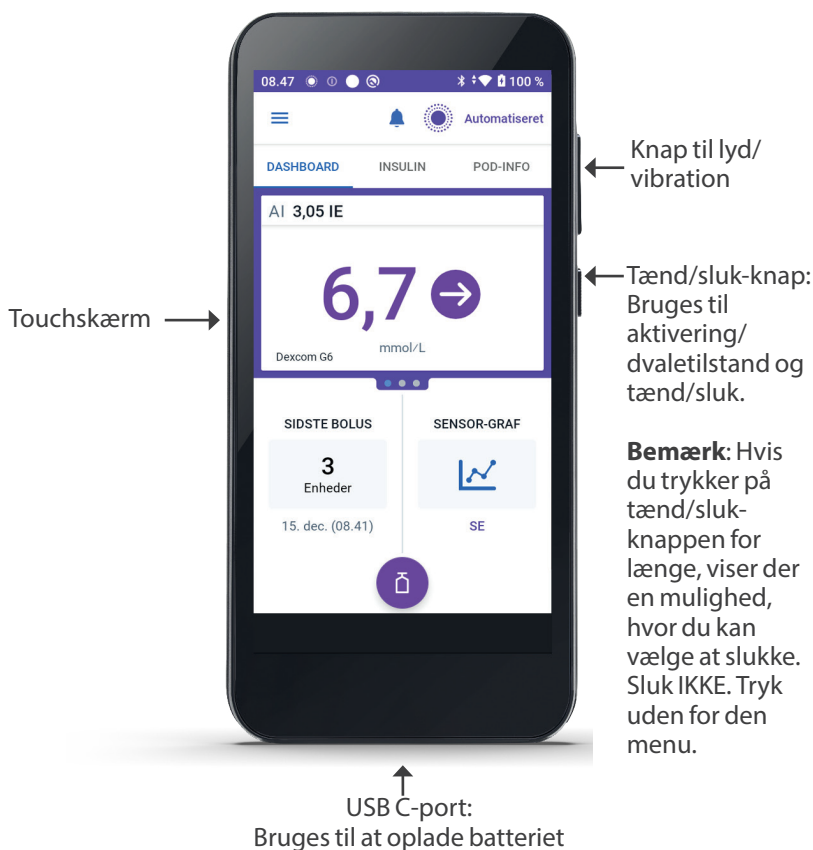 08.47 100 %
Automatiseret
DASHBOARD INSULIN POD-INFO
AI 3,05 IE
6,7
mmol/L
Dexcom G6
SIDSTE BOLUS
3
Enheder
15. dec. (08.41)
SENSOR-GRAF
SE
Touchskærm
Knap til lyd/
vibration
Tænd/sluk-knap:
Bruges til
aktivering/
dvaletilstand og
tænd/sluk.
Bemærk: Hvis
du trykker på
tænd/sluk-
knappen for
længe, viser der
en mulighed,
hvor du kan
vælge at slukke.
Sluk IKKE. Tryk
uden for den
menu.
USB C-port:
Bruges til at oplade batteriet